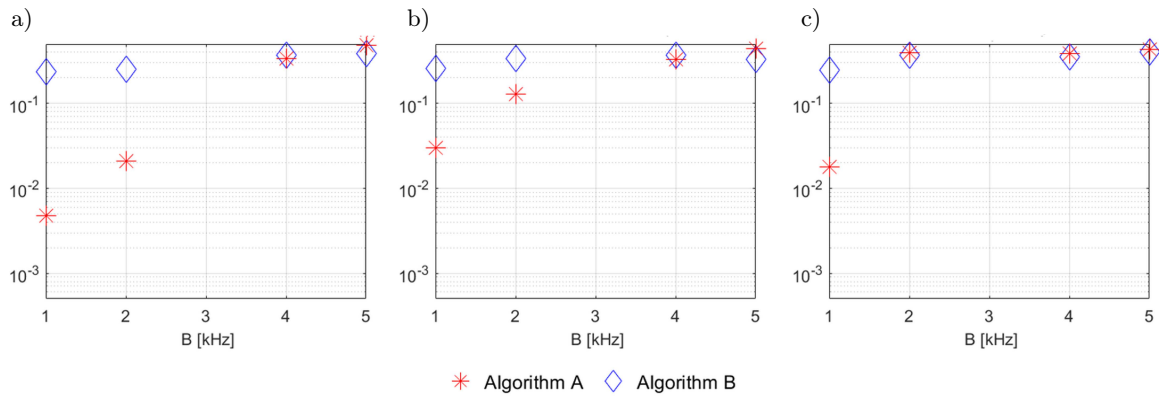 a) b) c)
10^-1 10^-1 10^-1
10^-2 10^-2 10^-2
10^-3 10^-3 10^-3
1 2 3 4 5 1 2 3 4 5 1 2 3 4 5
B [kHz] B [kHz] B [kHz]
Algorithm A Algorithm B